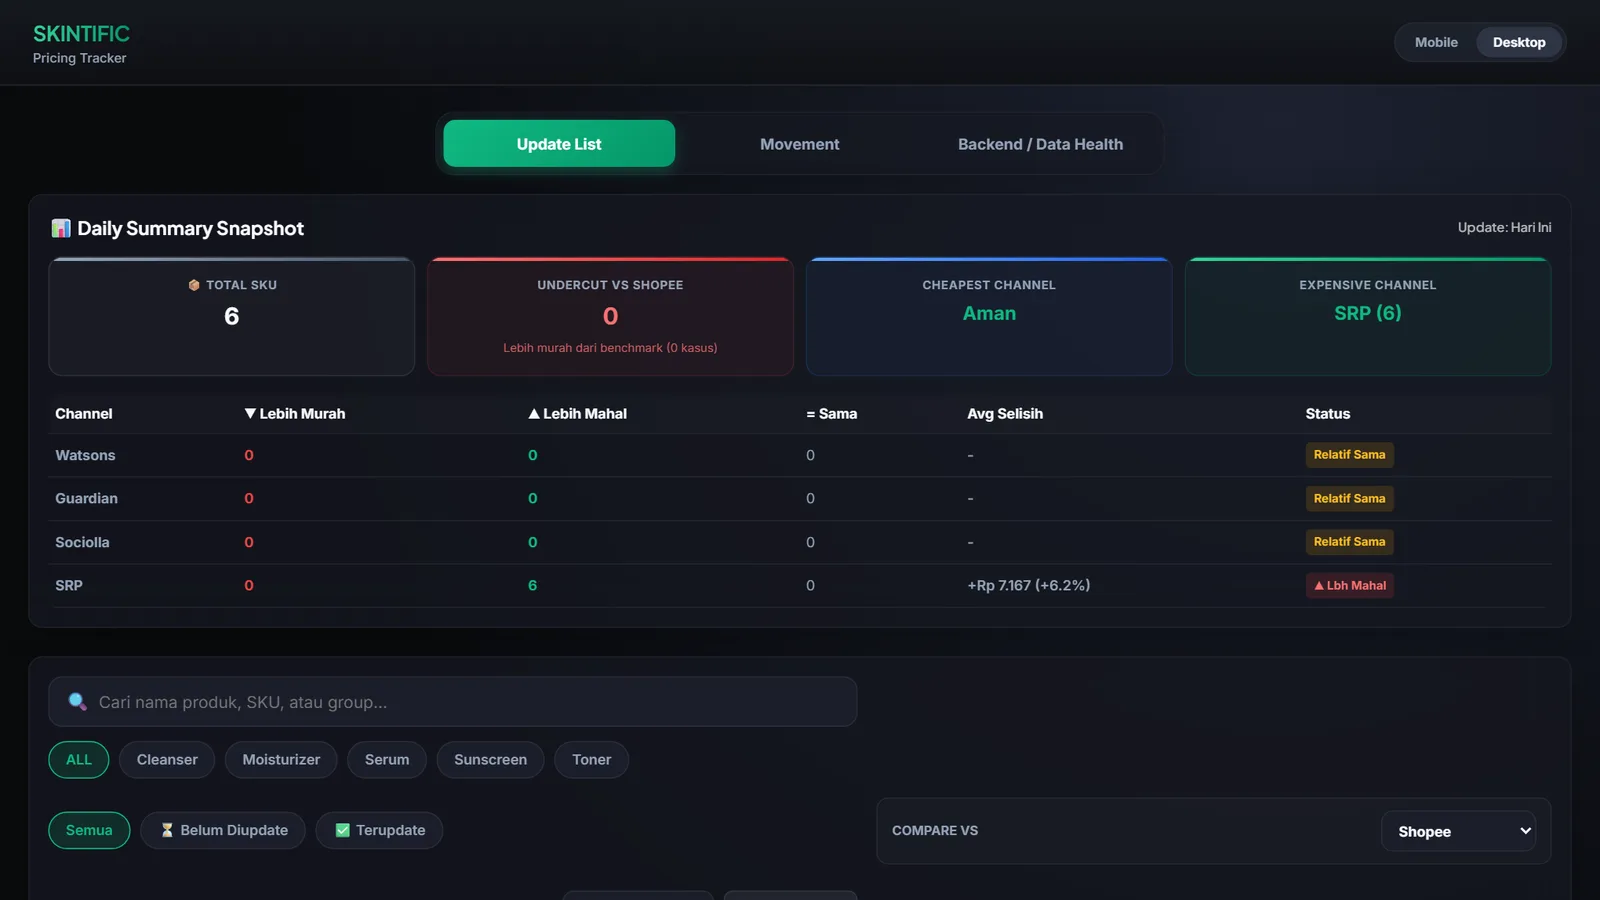 SKINTIFIC
Pricing Tracker
Mobile Desktop
Update List Movement Backend / Data Health
📊 Daily Summary Snapshot
Update: Hari Ini
📦 TOTAL SKU
6
UNDERCUT VS SHOPEE
0
Lebih murah dari benchmark (0 kasus)
CHEAPEST CHANNEL
Aman
EXPENSIVE CHANNEL
SRP (6)
Channel ▼ Lebih Murah ▲ Lebih Mahal = Sama Avg Selisih Status
Watsons 0 0 0 - Relatif Sama
Guardian 0 0 0 - Relatif Sama
Sociolla 0 0 0 - Relatif Sama
SRP 0 6 0 +Rp 7.167 (+6.2%) ▲ Lbh Mahal
🔍 Cari nama produk, SKU, atau group...
ALL Cleanser Moisturizer Serum Sunscreen Toner
Semua ⏳ Belum Diupdate ✅ Terupdate
COMPARE VS Shopee